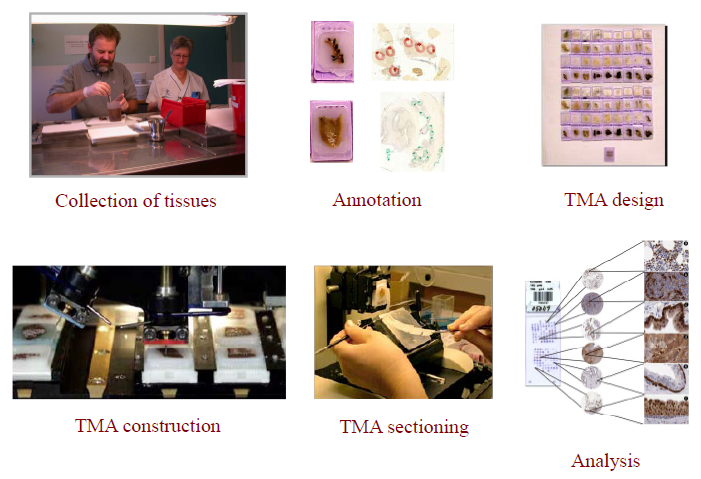 Collection of tissues
Annotation
TMA design
TMA construction
TMA sectioning
Analysis